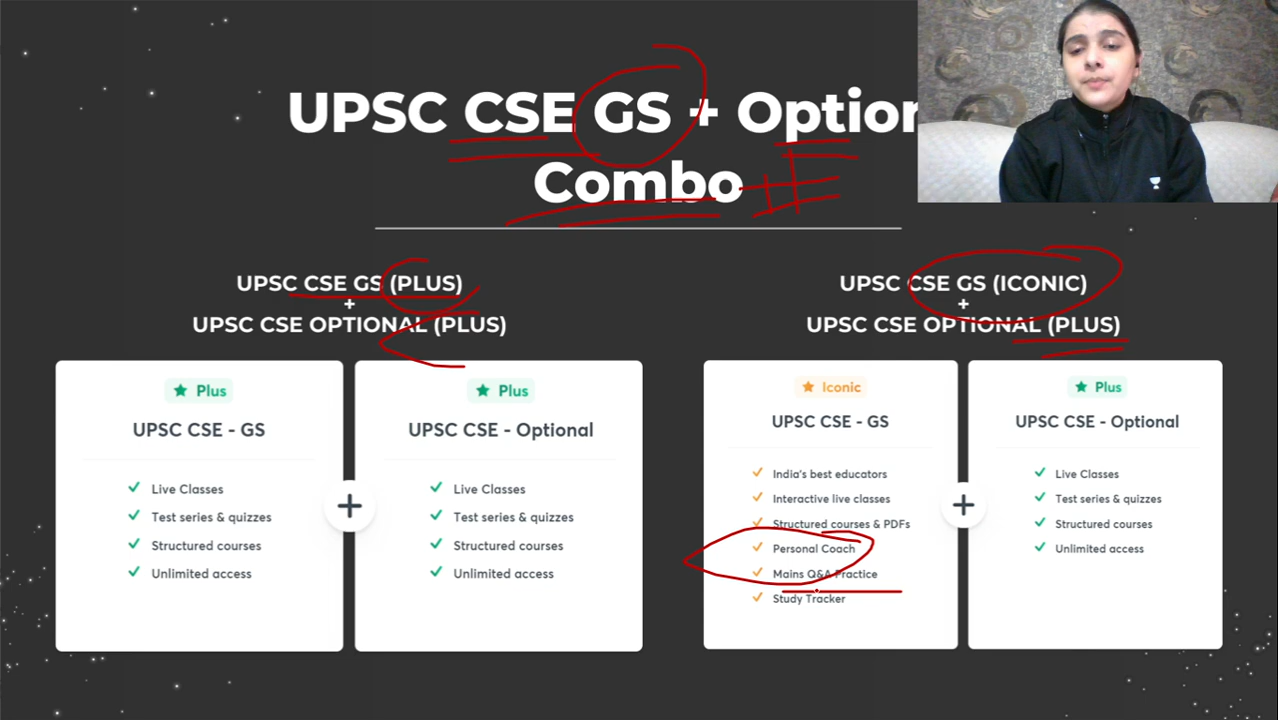 UPSC CSE GS + Option
Combo
UPSC CSE GS (PLUS)
+
UPSC CSE OPTIONAL (PLUS)
Plus
UPSC CSE - GS
Live Classes
Test series & quizzes
Structured courses
Unlimited access
+
Plus
UPSC CSE - Optional
Live Classes
Test series & quizzes
Structured courses
Unlimited access
UPSC CSE GS (ICONIC)
+
UPSC CSE OPTIONAL (PLUS)
Iconic
UPSC CSE - GS
India's best educators
Interactive live classes
Structured courses & PDFs
Personal Coach
Mains Q&A Practice
Study Tracker
+
Plus
UPSC CSE - Optional
Live Classes
Test series & quizzes
Structured courses
Unlimited access